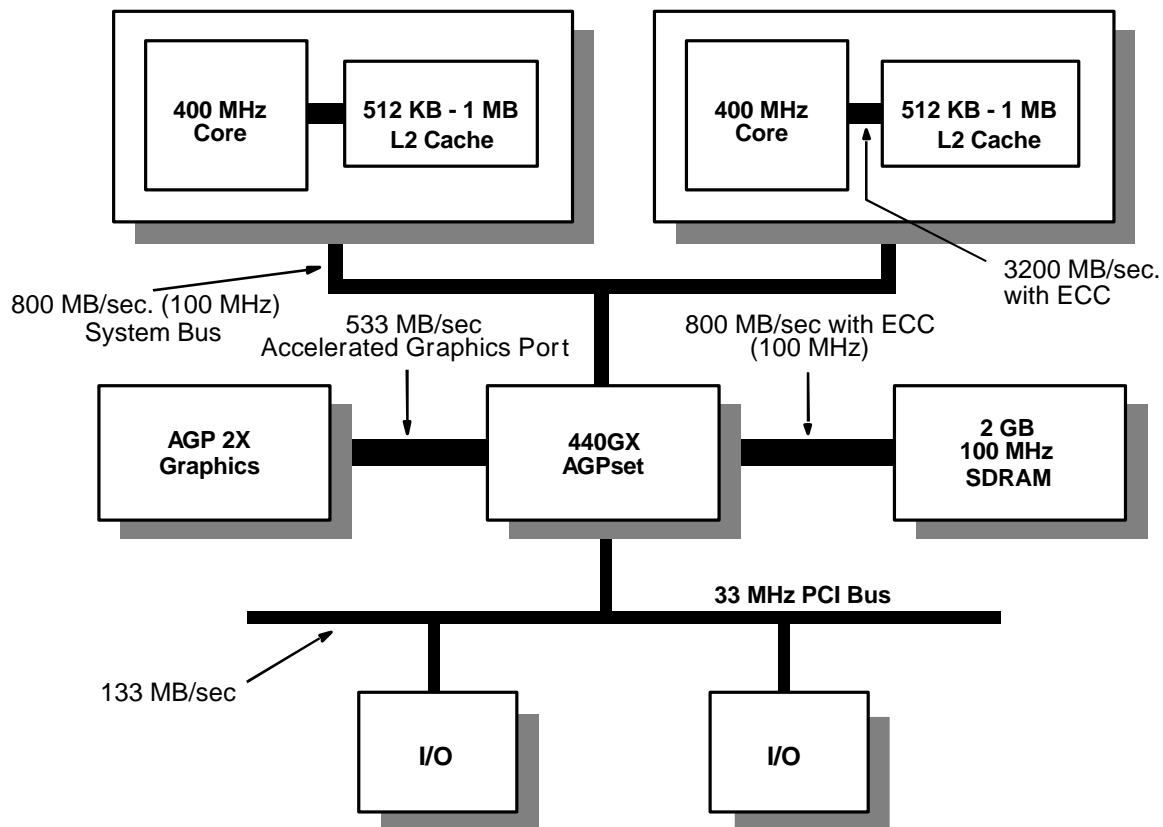 400 MHz
Core
512 KB - 1 MB
L2 Cache
400 MHz
Core
512 KB - 1 MB
L2 Cache
3200 MB/sec.
with ECC
800 MB/sec. (100 MHz)
System Bus
533 MB/sec
Accelerated Graphics Port
800 MB/sec with ECC
(100 MHz)
AGP 2X
Graphics
440GX
AGPset
2 GB
100 MHz
SDRAM
33 MHz PCI Bus
133 MB/sec
I/O
I/O